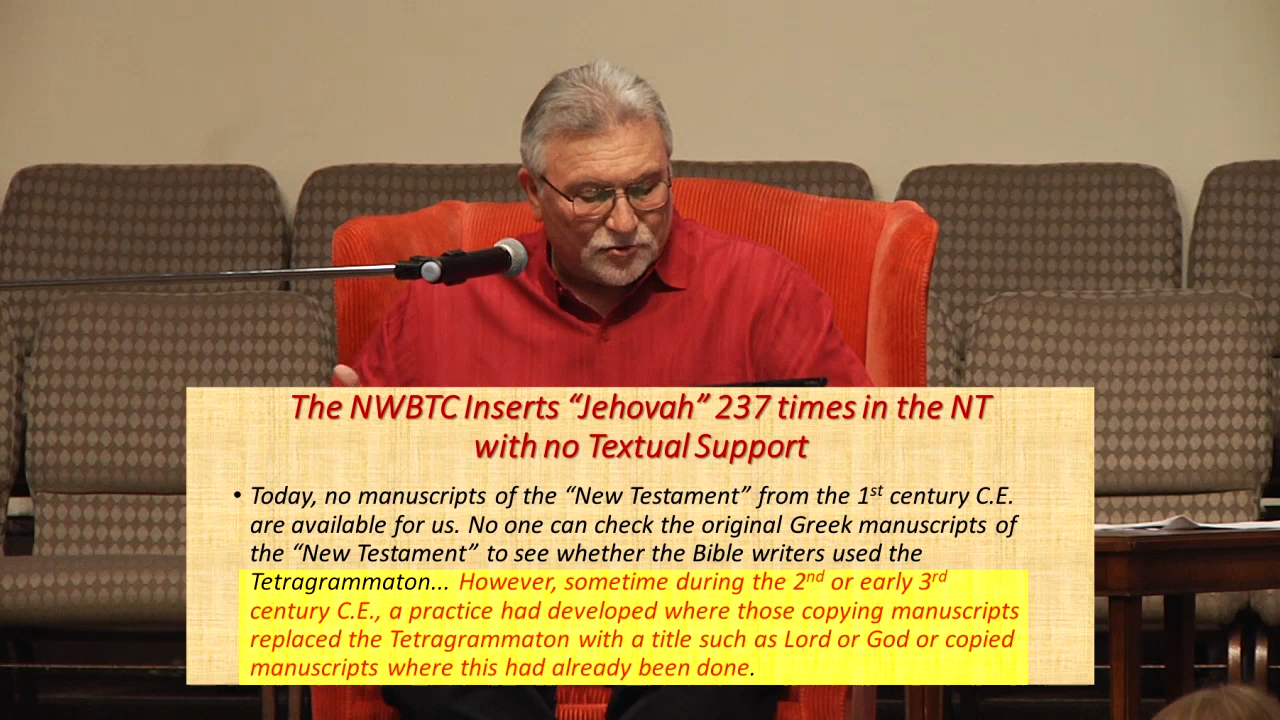 The NWBTC Inserts “Jehovah” 237 times in the NT
with no Textual Support
• Today, no manuscripts of the “New Testament” from the 1st century C.E.
are available for us. No one can check the original Greek manuscripts of
the “New Testament” to see whether the Bible writers used the
Tetragrammaton... However, sometime during the 2nd or early 3rd
century C.E., a practice had developed where those copying manuscripts
replaced the Tetragrammaton with a title such as Lord or God or copied
manuscripts where this had already been done.